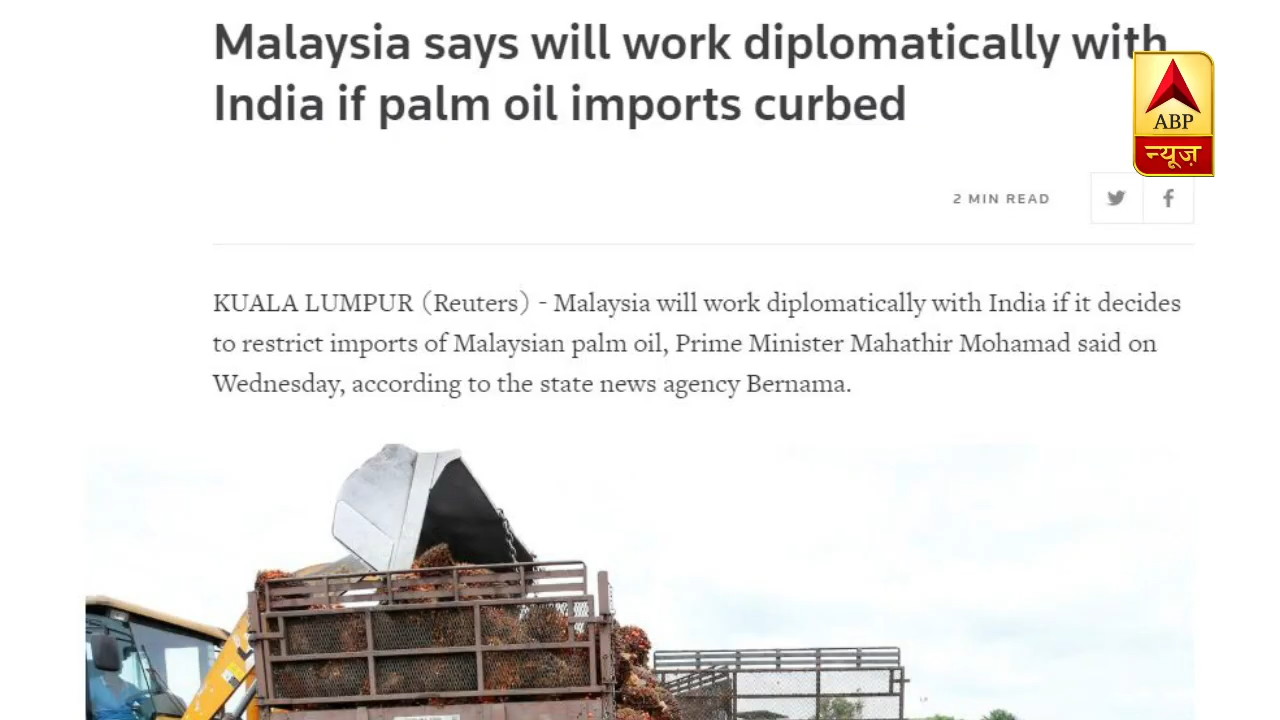 Malaysia says will work diplomatically with
India if palm oil imports curbed
ABP
न्यूज़
2 MIN READ
KUALA LUMPUR (Reuters) - Malaysia will work diplomatically with India if it decides
to restrict imports of Malaysian palm oil, Prime Minister Mahathir Mohamad said on
Wednesday, according to the state news agency Bernama.